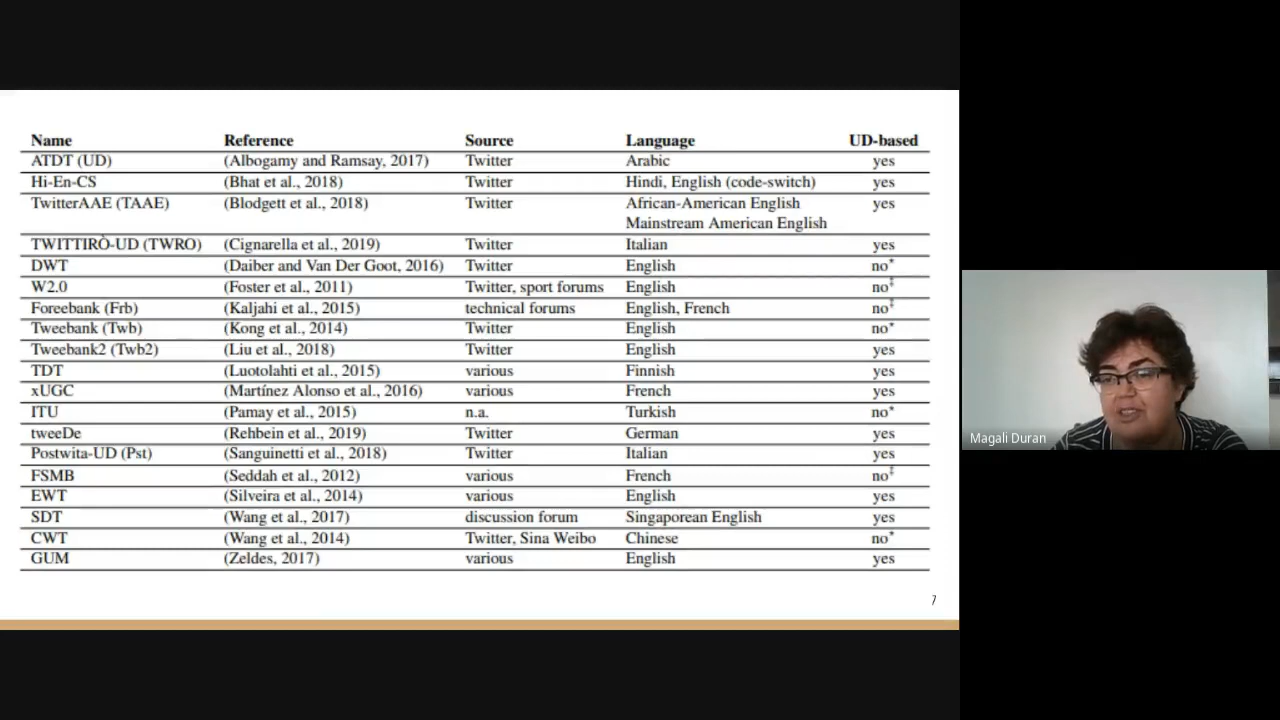 Name Reference Source Language UD-based
ATDT (UD) (Albogamy and Ramsay, 2017) Twitter Arabic yes
Hi-En-CS (Bhat et al., 2018) Twitter Hindi, English (code-switch) yes
TwitterAAE (TAAE) (Blodgett et al., 2018) Twitter African-American English yes
Mainstream American English
TWITTIRÒ-UD (TWRO) (Cignarella et al., 2019) Twitter Italian yes
DWT (Daiber and Van Der Goot, 2016) Twitter English no*
W2.0 (Foster et al., 2011) Twitter, sport forums English no‡
Foreebank (Frb) (Kaljahi et al., 2015) technical forums English, French no‡
Tweebank (Twb) (Kong et al., 2014) Twitter English no*
Tweebank2 (Twb2) (Liu et al., 2018) Twitter English yes
TDT (Luotolahti et al., 2015) various Finnish yes
xUGC (Martínez Alonso et al., 2016) various French yes
ITU (Pamay et al., 2015) n.a. Turkish no*
tweeDe (Rehbein et al., 2019) Twitter German yes
Postwita-UD (Pst) (Sanguinetti et al., 2018) Twitter Italian yes
FSMB (Seddah et al., 2012) various French no‡
EWT (Silveira et al., 2014) various English yes
SDT (Wang et al., 2017) discussion forum Singaporean English yes
CWT (Wang et al., 2014) Twitter, Sina Weibo Chinese no*
GUM (Zeldes, 2017) various English yes
7
Magali Duran